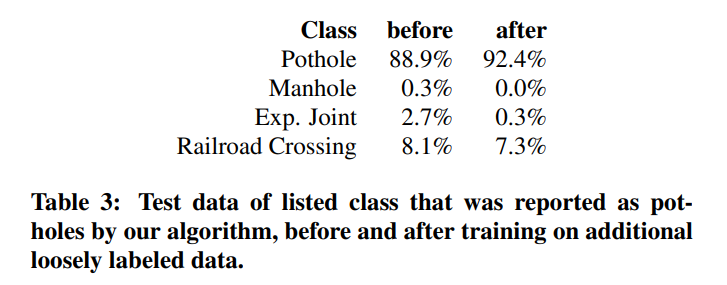 Class before after
Pothole 88.9% 92.4%
Manhole 0.3% 0.0%
Exp. Joint 2.7% 0.3%
Railroad Crossing 8.1% 7.3%
Table 3: Test data of listed class that was reported as pot-
holes by our algorithm, before and after training on additional
loosely labeled data.